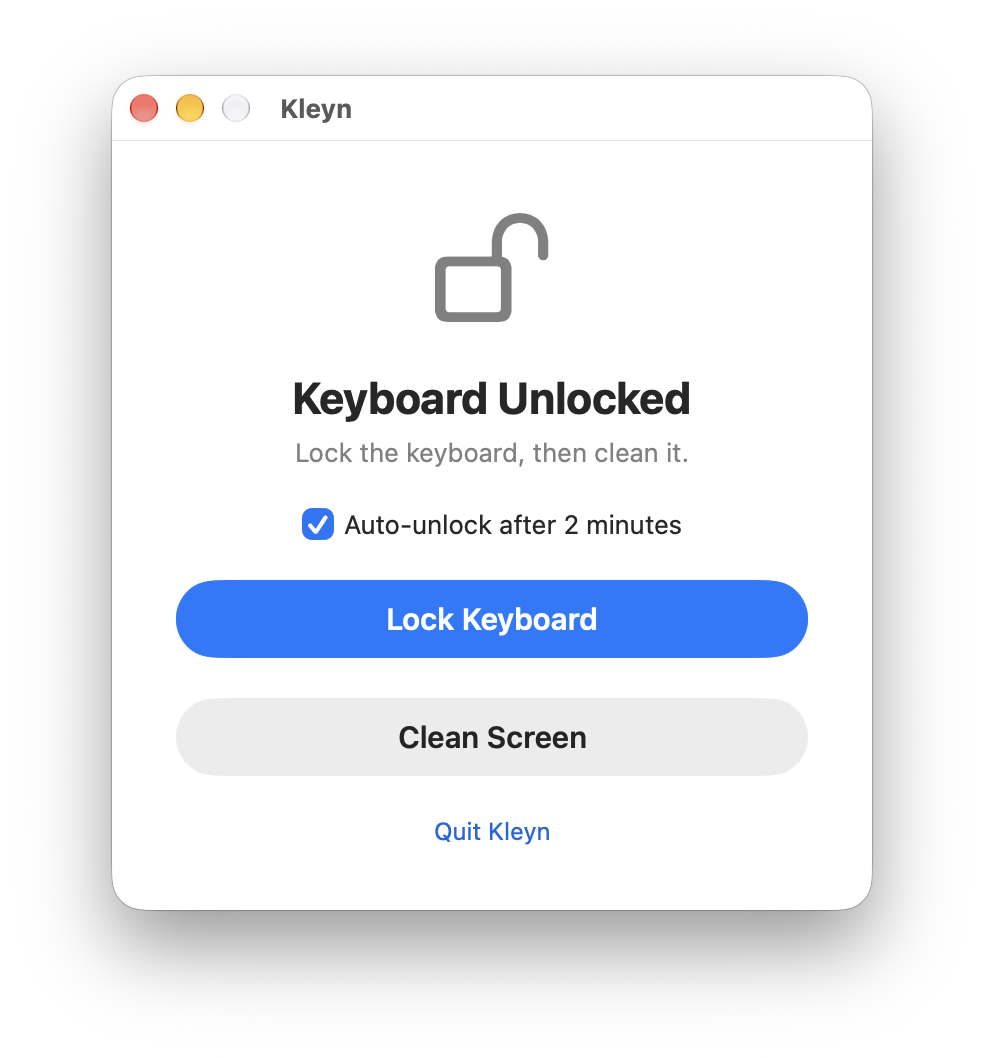 Kleyn
Keyboard Unlocked
Lock the keyboard, then clean it.
Auto-unlock after 2 minutes
Lock Keyboard
Clean Screen
Quit Kleyn